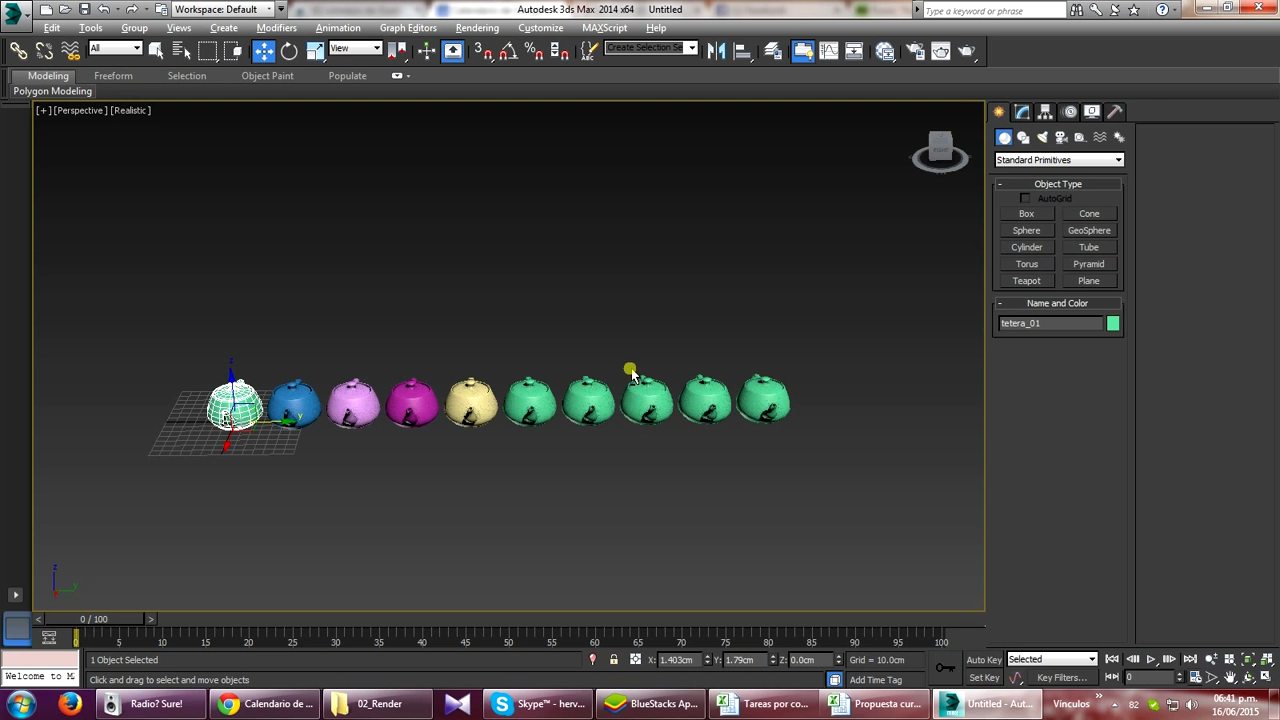 Workspace: Default
Autodesk 3ds Max 2014 x64 Untitled
Type a keyword or phrase
Edit Tools Group Views Create Modifiers Animation Graph Editors Rendering Customize MAXScript Help
All View Create Selection Se
Modeling Freeform Selection Object Paint Populate
Polygon Modeling
[+] [Perspective] [Realistic]
Standard Primitives
- Object Type
AutoGrid
Box Cone
Sphere GeoSphere
Cylinder Tube
Torus Pyramid
Teapot Plane
- Name and Color
tetera_01
z
y
z
y
< 0 / 100 >
0 5 10 15 20 25 30 35 40 45 50 55 60 65 70 75 80 85 90 95 100
1 Object Selected X: 1.403cm Y: 1.79cm Z: 0.0cm Grid = 10.0cm Auto Key Selected
Welcome to M Click and drag to select and move objects Add Time Tag Set Key Key Filters... 0
Radio? Sure! Calendario de ... 02_Render Skype™ - herv... BlueStacks Ap... Tareas por co... Propuesta cur... Untitled - Aut... Vínculos » 82 06:41 p.m.
16/06/2015